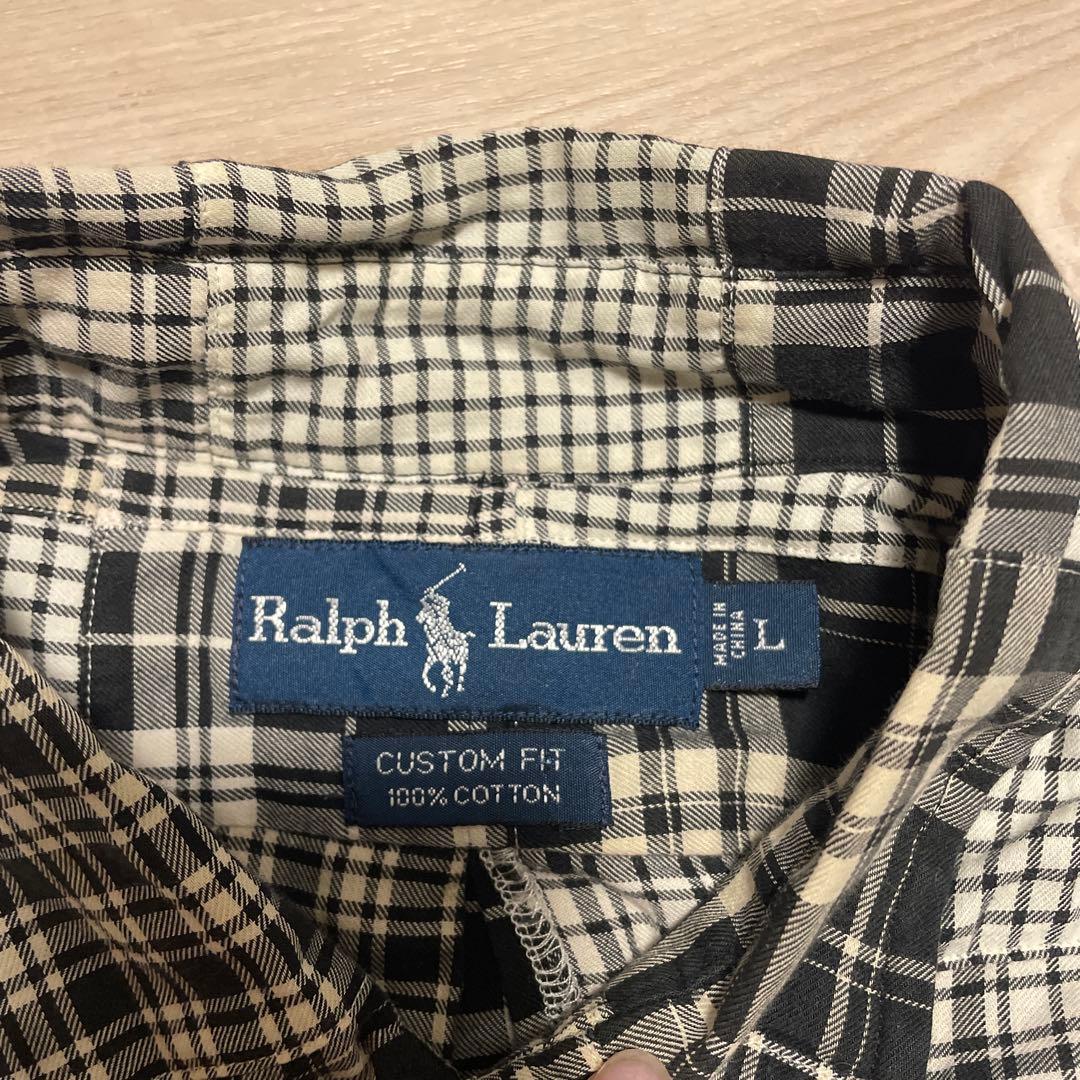 Ralph Lauren
MADE IN
CHINA
L
CUSTOM FIT
100% COTTON